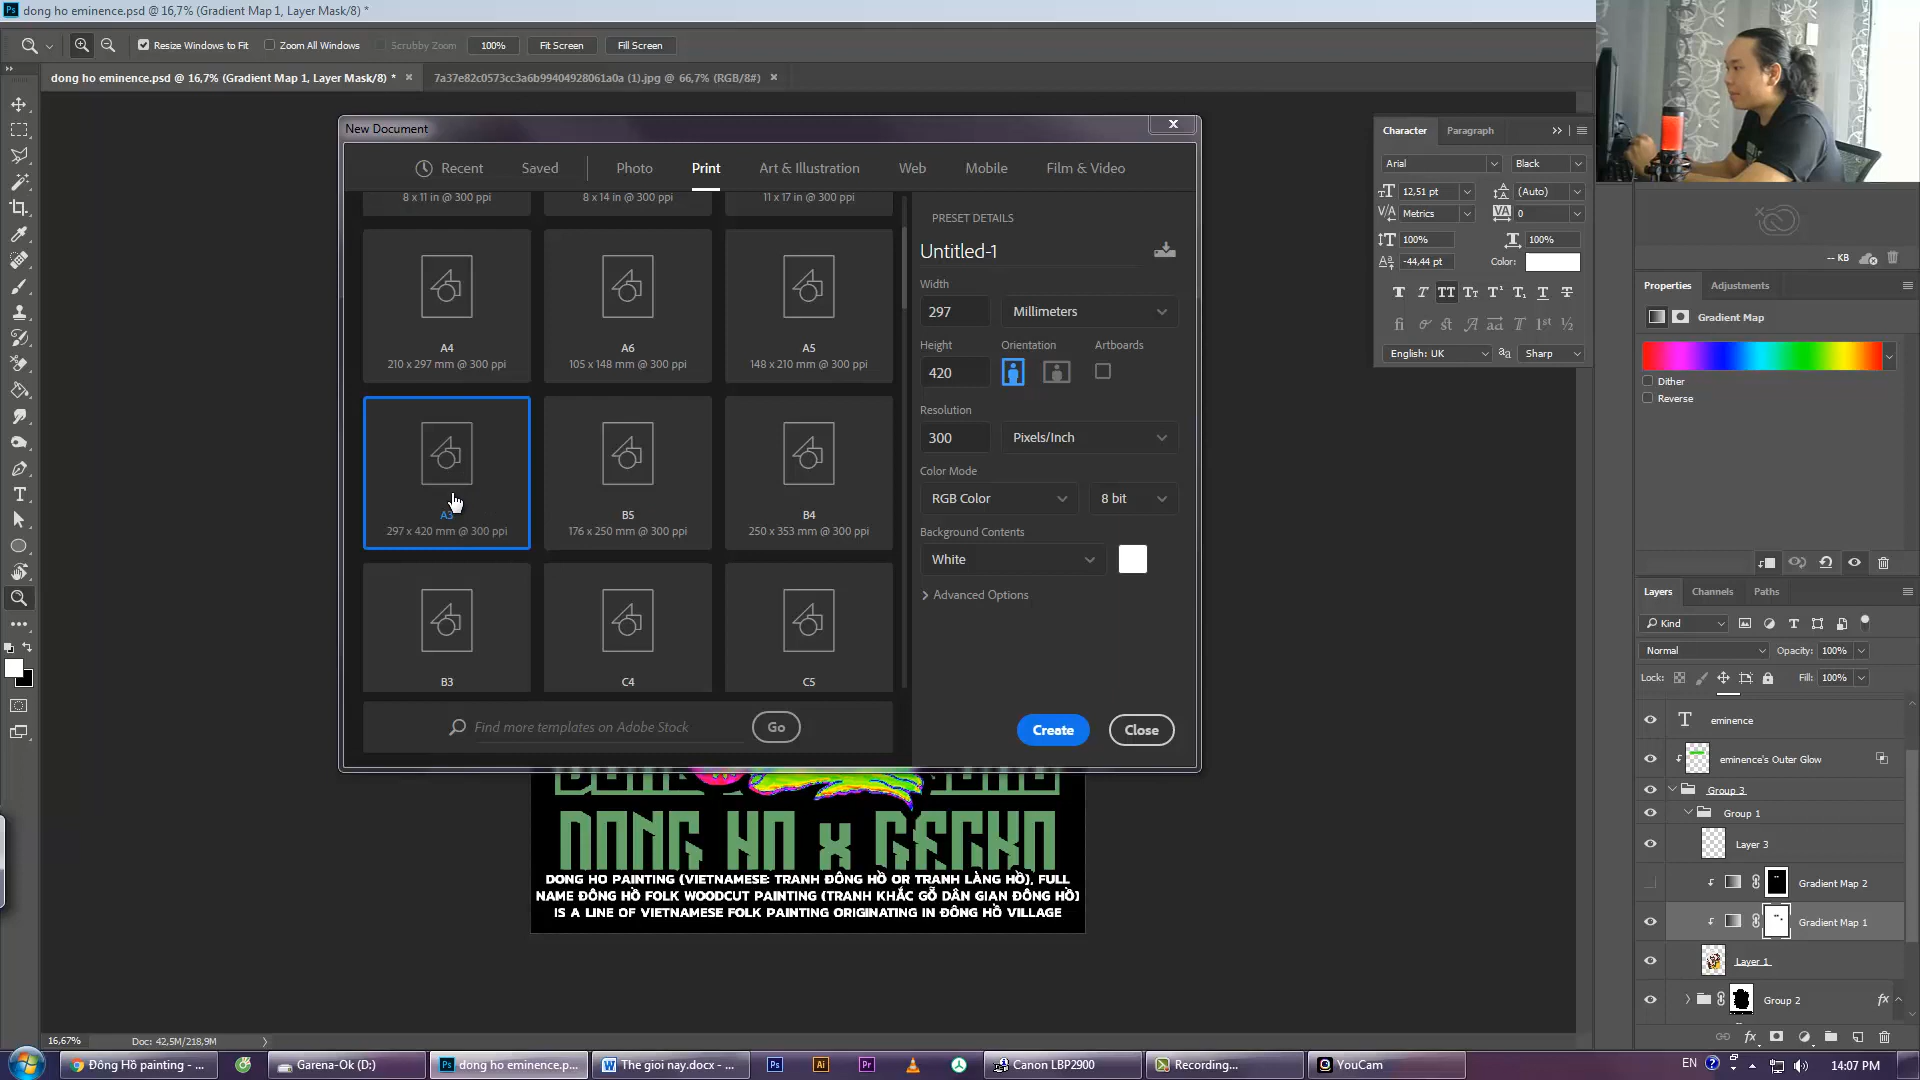 dong ho eminence.psd @ 16,7% (Gradient Map 1, Layer Mask/8) *
Resize Windows to Fit
Zoom All Windows
Scrubby Zoom
100%
Fit Screen
Fill Screen
dong ho eminence.psd @ 16,7% (Gradient Map 1, Layer Mask/8) *
7a37e82c0573cc3a6b99404928061a0a (1).jpg @ 66,7% (RGB/8#)
New Document
Recent
Saved
Photo
Print
Art & Illustration
Web
Mobile
Film & Video
8 x 11 in @ 300 ppi
8 x 14 in @ 300 ppi
11 x 17 in @ 300 ppi
A4
210 x 297 mm @ 300 ppi
A6
105 x 148 mm @ 300 ppi
A5
148 x 210 mm @ 300 ppi
A3
297 x 420 mm @ 300 ppi
B5
176 x 250 mm @ 300 ppi
B4
250 x 353 mm @ 300 ppi
B3
C4
C5
Find more templates on Adobe Stock
Go
PRESET DETAILS
Untitled-1
Width
297
Millimeters
Height
Orientation
Artboards
420
Resolution
300
Pixels/Inch
Color Mode
RGB Color
8 bit
Background Contents
White
Advanced Options
Create
Close
DONG HO x GECKO
DONG HO PAINTING (VIETNAMESE: TRANH ĐÔNG HỒ OR TRANH LÀNG HỒ), FULL
NAME ĐÔNG HỒ FOLK WOODCUT PAINTING (TRANH KHẮC GỖ DÂN GIAN ĐÔNG HỒ)
IS A LINE OF VIETNAMESE FOLK PAINTING ORIGINATING IN ĐÔNG HỒ VILLAGE
Character
Paragraph
Arial
Black
12,51 pt
(Auto)
Metrics
0
100%
100%
-44,44 pt
Color:
English: UK
Sharp
-- KB
Properties
Adjustments
Gradient Map
Dither
Reverse
Layers
Channels
Paths
Kind
Normal
Opacity: 100%
Lock:
Fill: 100%
eminence
eminence's Outer Glow
Group 3
Group 1
Layer 3
Gradient Map 2
Gradient Map 1
Layer 1
Group 2
16,67%
Doc: 42,5M/218,9M
Đông Hồ painting - ...
Garena-Ok (D:)
dong ho eminence.p...
The gioi nay.docx - ...
Canon LBP2900
Recording...
YouCam
EN
14:07 PM